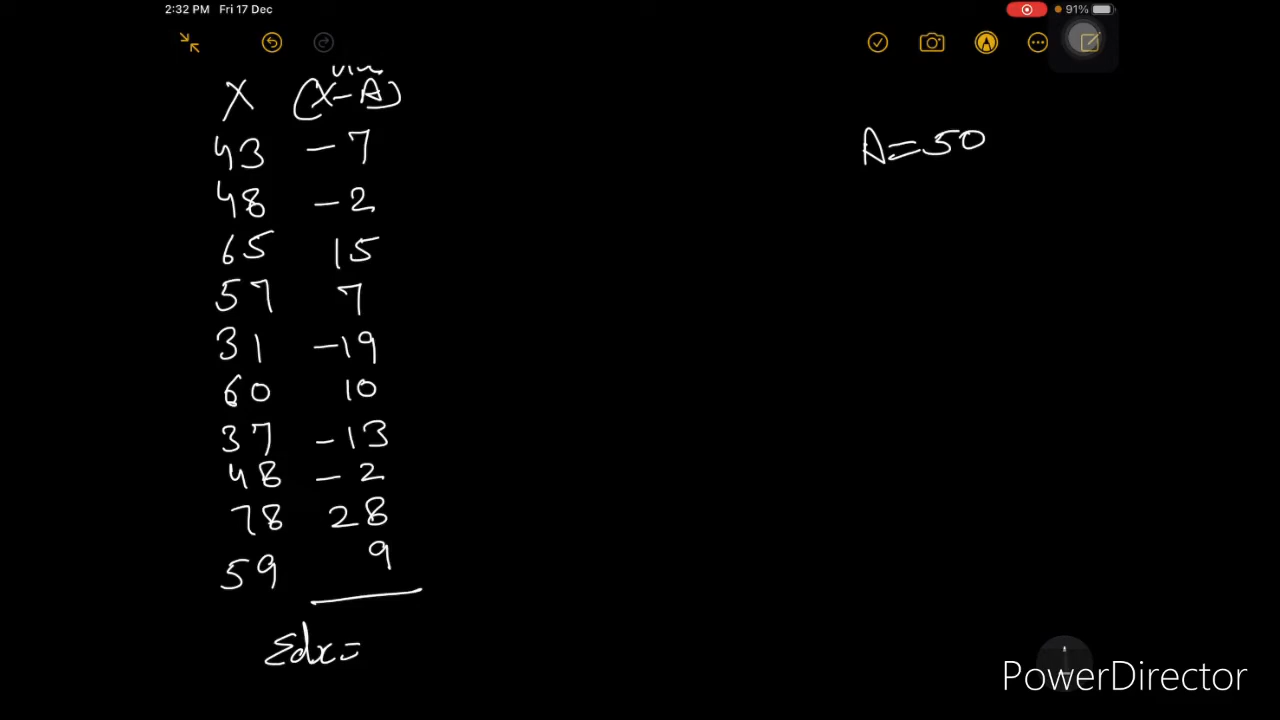 2:32 PM Fri 17 Dec 91%
X (X-A)
A=50
43 -7
48 -2
65 15
57 7
31 -19
60 10
37 -13
48 -2
78 28
59 9
Σdx=
PowerDirector